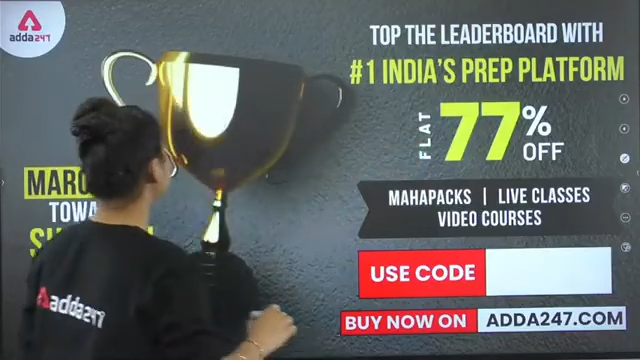 adda247
TOP THE LEADERBOARD WITH
#1 INDIA'S PREP PLATFORM
FLAT 77% OFF
MAHAPACKS | LIVE CLASSES
VIDEO COURSES
USE CODE
BUY NOW ON ADDA247.COM
adda247